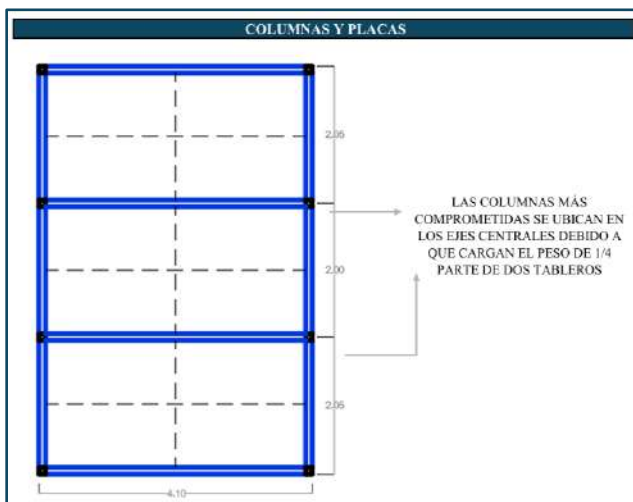 COLUMNAS Y PLACAS
2.05
LAS COLUMNAS MÁS
COMPROMETIDAS SE UBICAN EN
LOS EJES CENTRALES DEBIDO A
QUE CARGAN EL PESO DE 1/4
PARTE DE DOS TABLEROS
2.00
2.05
4.10